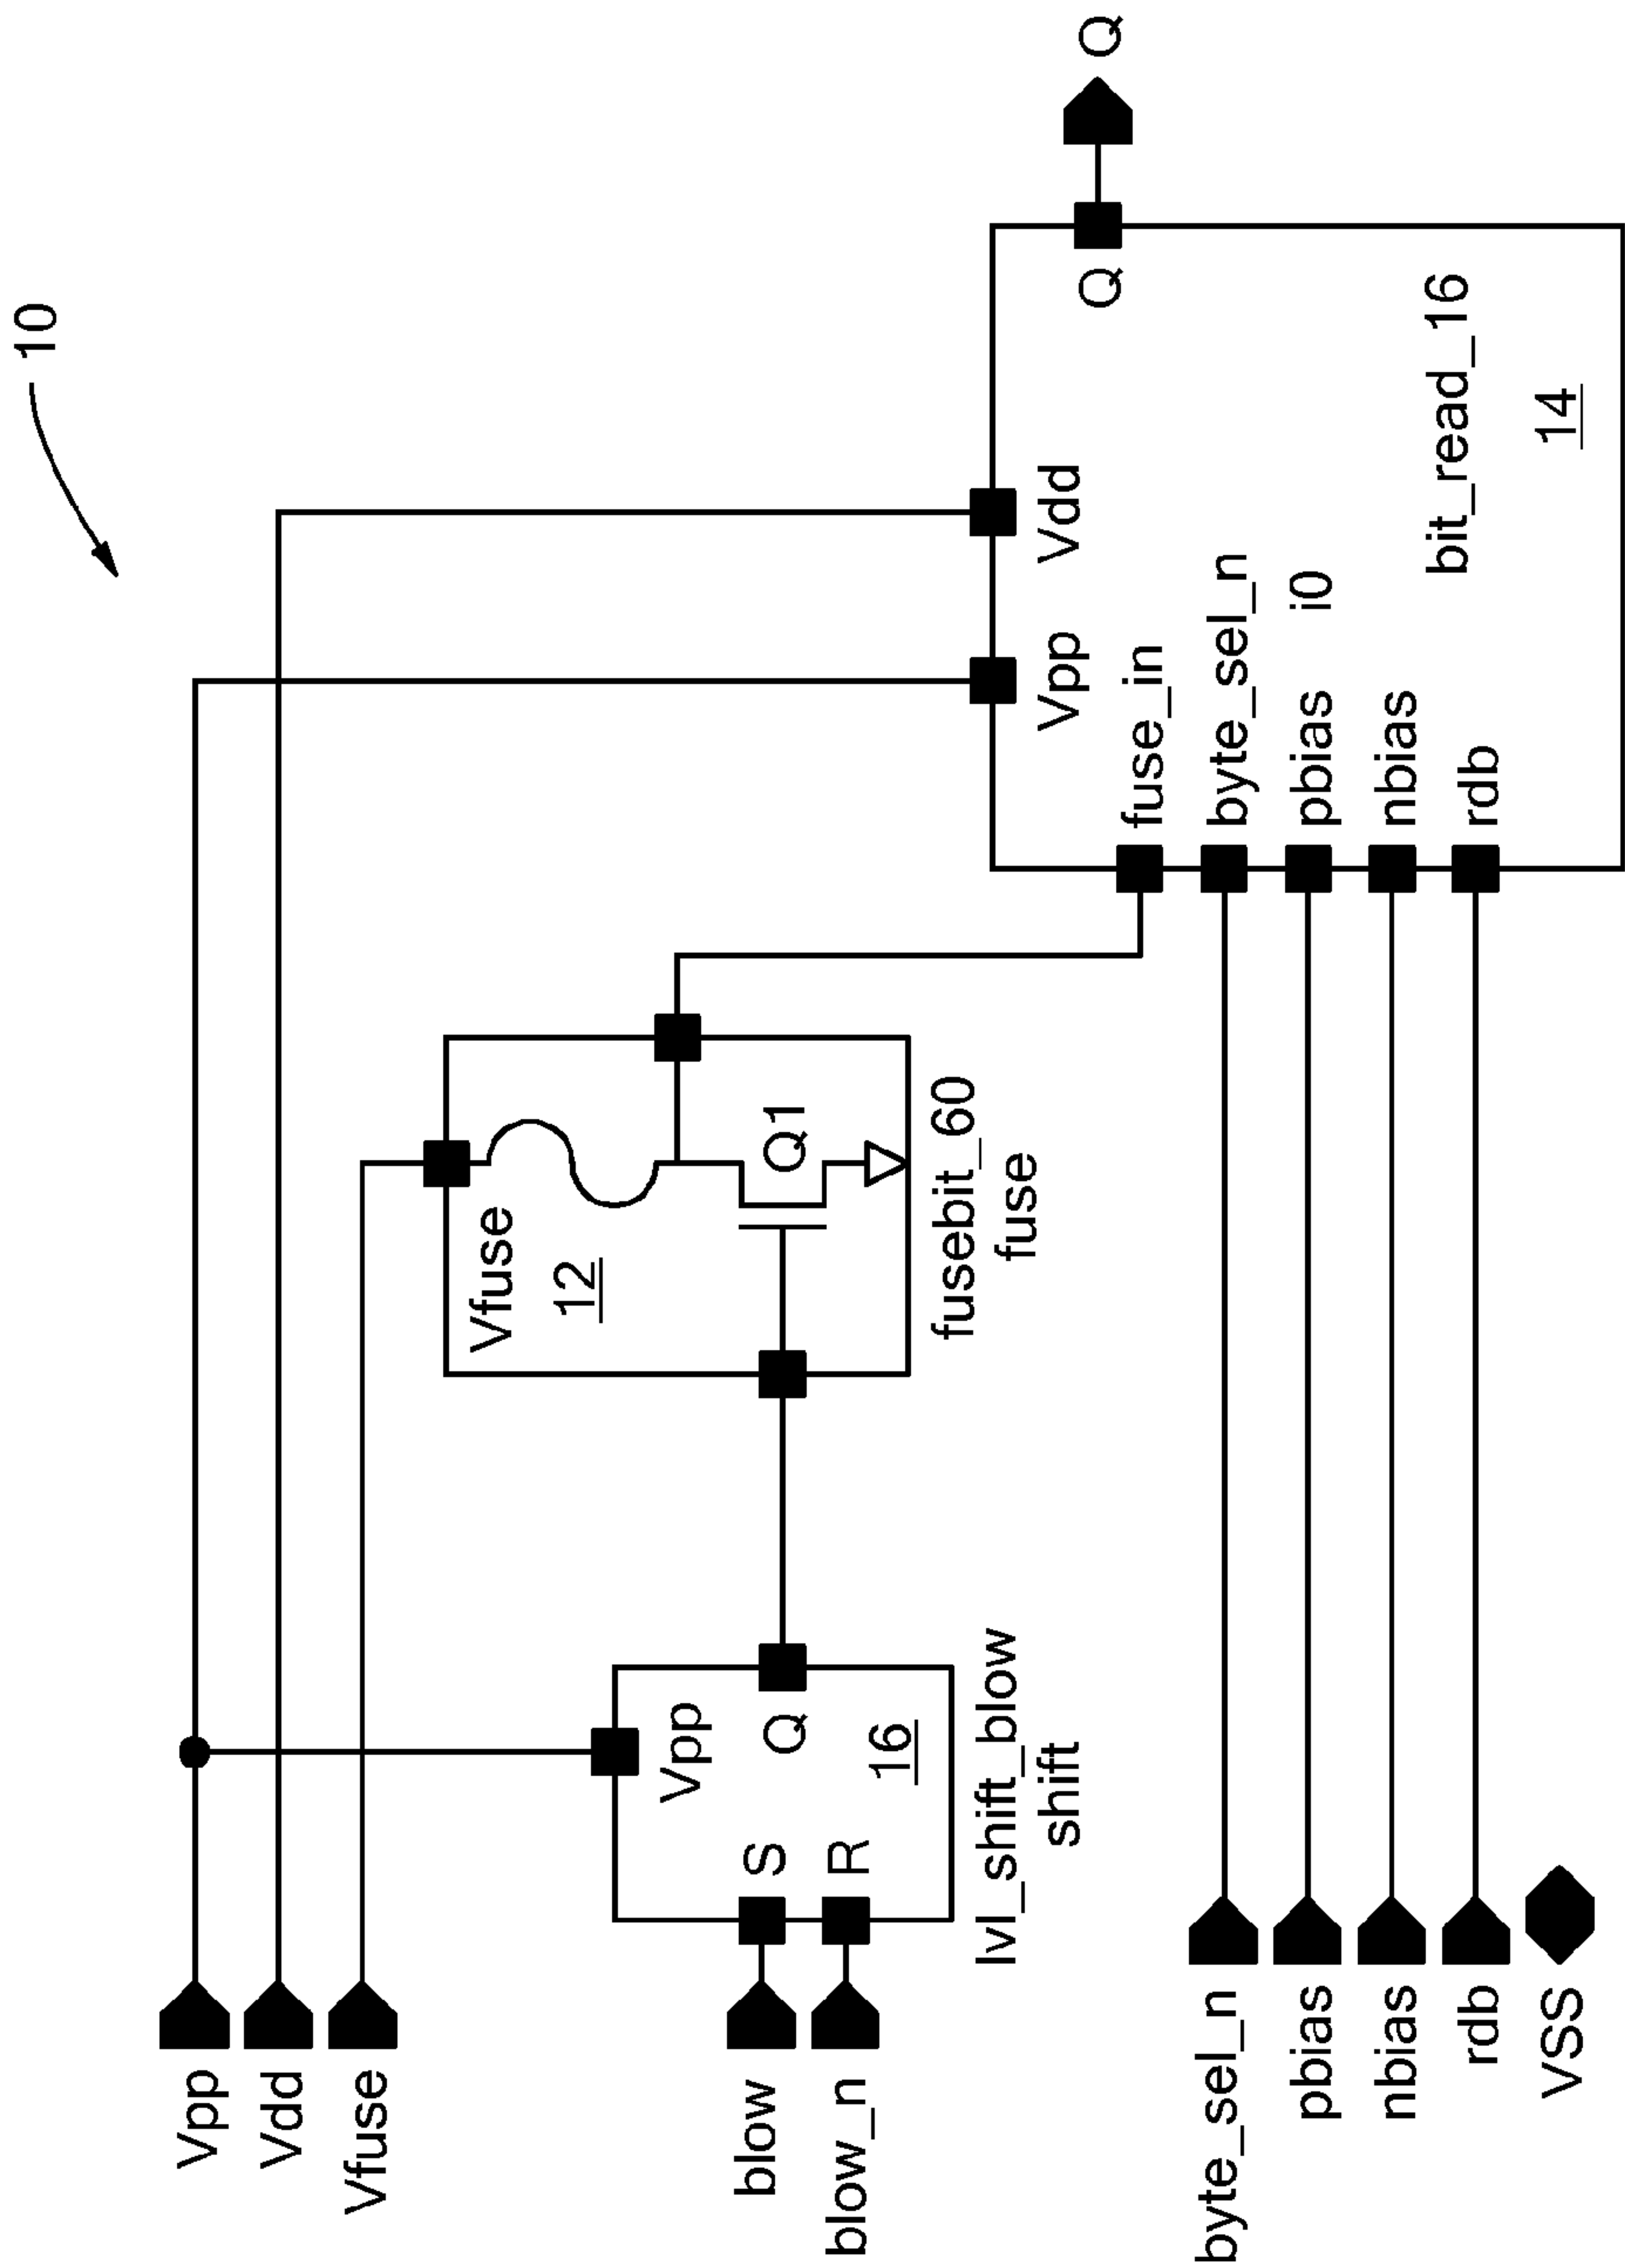 10
Vpp
Vdd
Vfuse
blow
blow_n
S
R
Vpp
Q
16
lvl_shift_blow
shift
Vfuse
12
Q1
fusebit_60
fuse
Vpp
Vdd
fuse_in
byte_sel_n
pbias
i0
nbias
rdb
Q
bit_read_16
14
Q
byte_sel_n
pbias
nbias
rdb
VSS